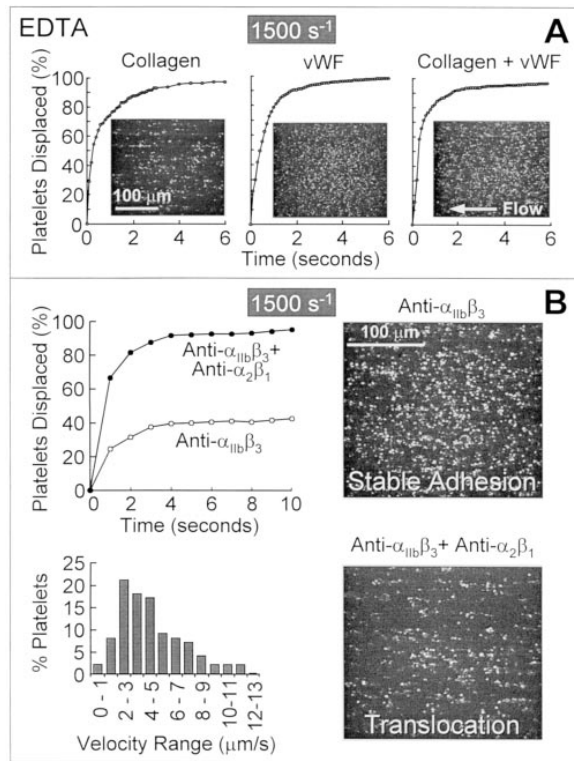 EDTA
1500 s⁻¹
A
Collagen
vWF
Collagen + vWF
Platelets Displaced (%)
100
80
60
40
20
0
100 μm
Flow
0 2 4 6
0 2 4 6
0 2 4 6
Time (seconds)
Time (seconds)
Time (seconds)
1500 s⁻¹
B
Platelets Displaced (%)
100
80
60
40
20
0
Anti-αIIbβ3+
Anti-α2β1
Anti-αIIbβ3
0 2 4 6 8 10
Time (seconds)
Anti-αIIbβ3
100 μm
Stable Adhesion
% Platelets
25
20
15
10
5
0
0 - 1
2 - 3
4 - 5
6 - 7
8 - 9
10-11
12-13
Velocity Range (μm/s)
Anti-αIIbβ3+ Anti-α2β1
Translocation